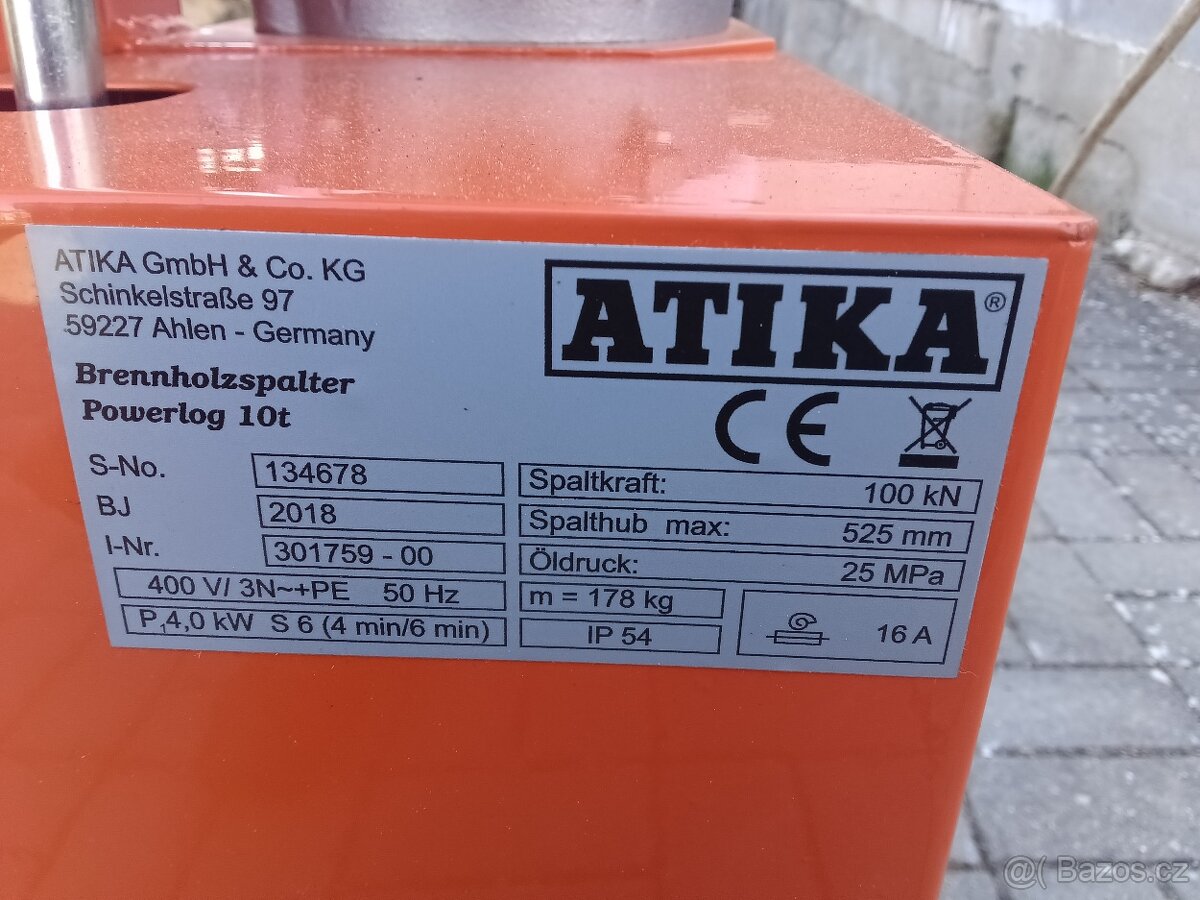 ATIKA GmbH & Co. KG
Schinkelstraße 97
59227 Ahlen - Germany
Brennholzspalter
Powerlog 10t
ATIKA®
CE
S-No. 134678
BJ 2018
I-Nr. 301759 - 00
400 V/ 3N~+PE 50 Hz
P₁4,0 kW S 6 (4 min/6 min)
Spaltkraft: 100 kN
Spalthub max: 525 mm
Öldruck: 25 MPa
m = 178 kg
IP 54
16 A
@( Bazos.cz